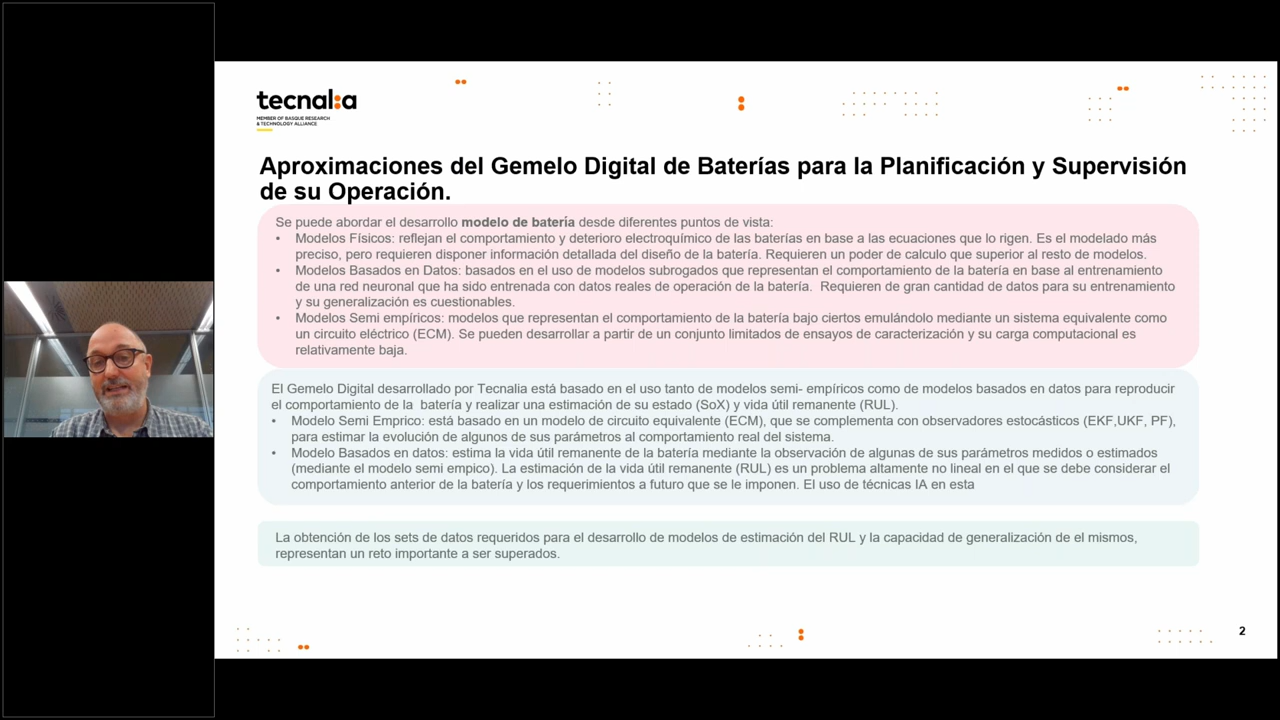 tecnal:a
MEMBER OF BASQUE RESEARCH
& TECHNOLOGY ALLIANCE
Aproximaciones del Gemelo Digital de Baterías para la Planificación y Supervisión
de su Operación.
Se puede abordar el desarrollo modelo de batería desde diferentes puntos de vista:
• Modelos Físicos: reflejan el comportamiento y deterioro electroquímico de las baterías en base a las ecuaciones que lo rigen. Es el modelado más
preciso, pero requieren disponer información detallada del diseño de la batería. Requieren un poder de calculo que superior al resto de modelos.
• Modelos Basados en Datos: basados en el uso de modelos subrogados que representan el comportamiento de la batería en base al entrenamiento
de una red neuronal que ha sido entrenada con datos reales de operación de la batería. Requieren de gran cantidad de datos para su entrenamiento
y su generalización es cuestionables.
• Modelos Semi empíricos: modelos que representan el comportamiento de la batería bajo ciertos emulándolo mediante un sistema equivalente como
un circuito eléctrico (ECM). Se pueden desarrollar a partir de un conjunto limitados de ensayos de caracterización y su carga computacional es
relativamente baja.
El Gemelo Digital desarrollado por Tecnalia está basado en el uso tanto de modelos semi- empíricos como de modelos basados en datos para reproducir
el comportamiento de la batería y realizar una estimación de su estado (SoX) y vida útil remanente (RUL).
• Modelo Semi Emprico: está basado en un modelo de circuito equivalente (ECM), que se complementa con observadores estocásticos (EKF,UKF, PF),
para estimar la evolución de algunos de sus parámetros al comportamiento real del sistema.
• Modelo Basados en datos: estima la vida útil remanente de la batería mediante la observación de algunas de sus parámetros medidos o estimados
(mediante el modelo semi empico). La estimación de la vida útil remanente (RUL) es un problema altamente no lineal en el que se debe considerar el
comportamiento anterior de la batería y los requerimientos a futuro que se le imponen. El uso de técnicas IA en esta
La obtención de los sets de datos requeridos para el desarrollo de modelos de estimación del RUL y la capacidad de generalización de el mismos,
representan un reto importante a ser superados.
2